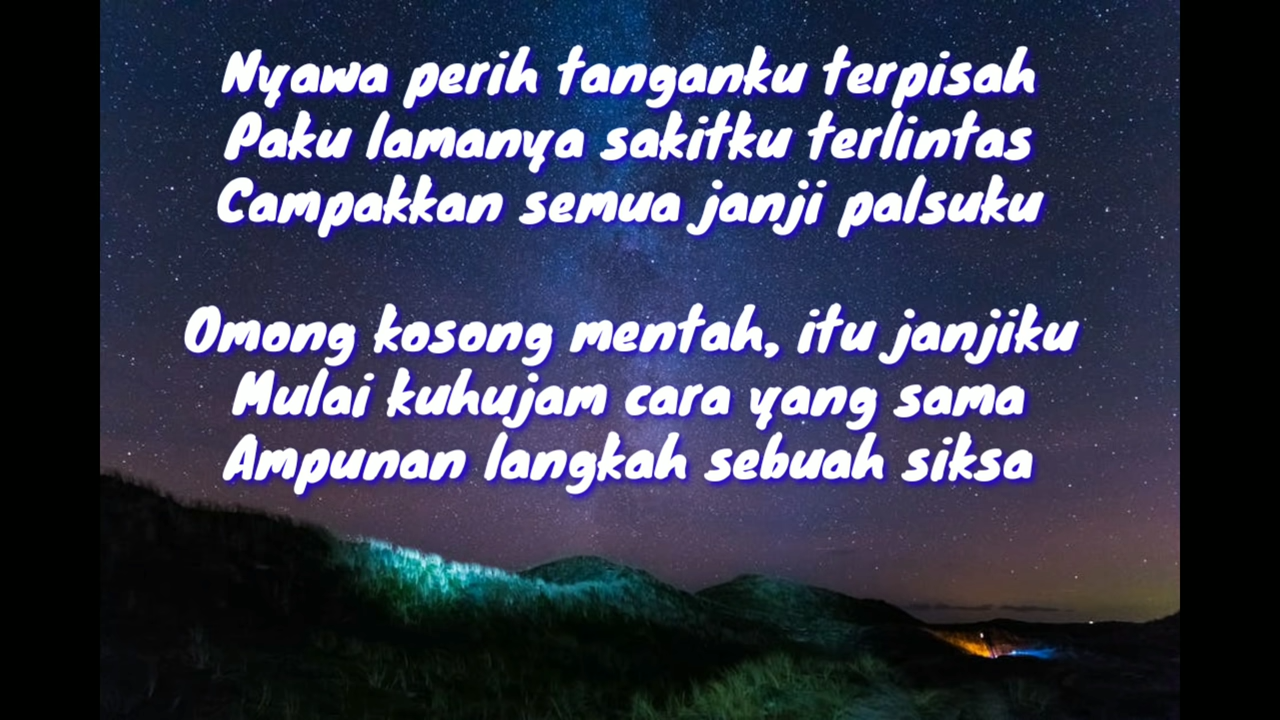 Nyawa perih tanganku terpisah
Paku lamanya sakitku terlintas
Campakkan semua janji palsuku
Omong kosong mentah, itu janjiku
Mulai kuhujam cara yang sama
Ampunan langkah sebuah siksa